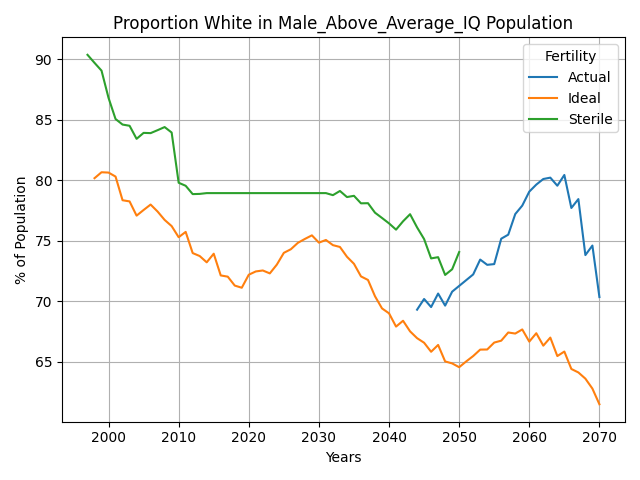 Proportion White in Male_Above_Average_IQ Population
Fertility
Actual
Ideal
Sterile
% of Population
90
85
80
75
70
65
2000 2010 2020 2030 2040 2050 2060 2070
Years